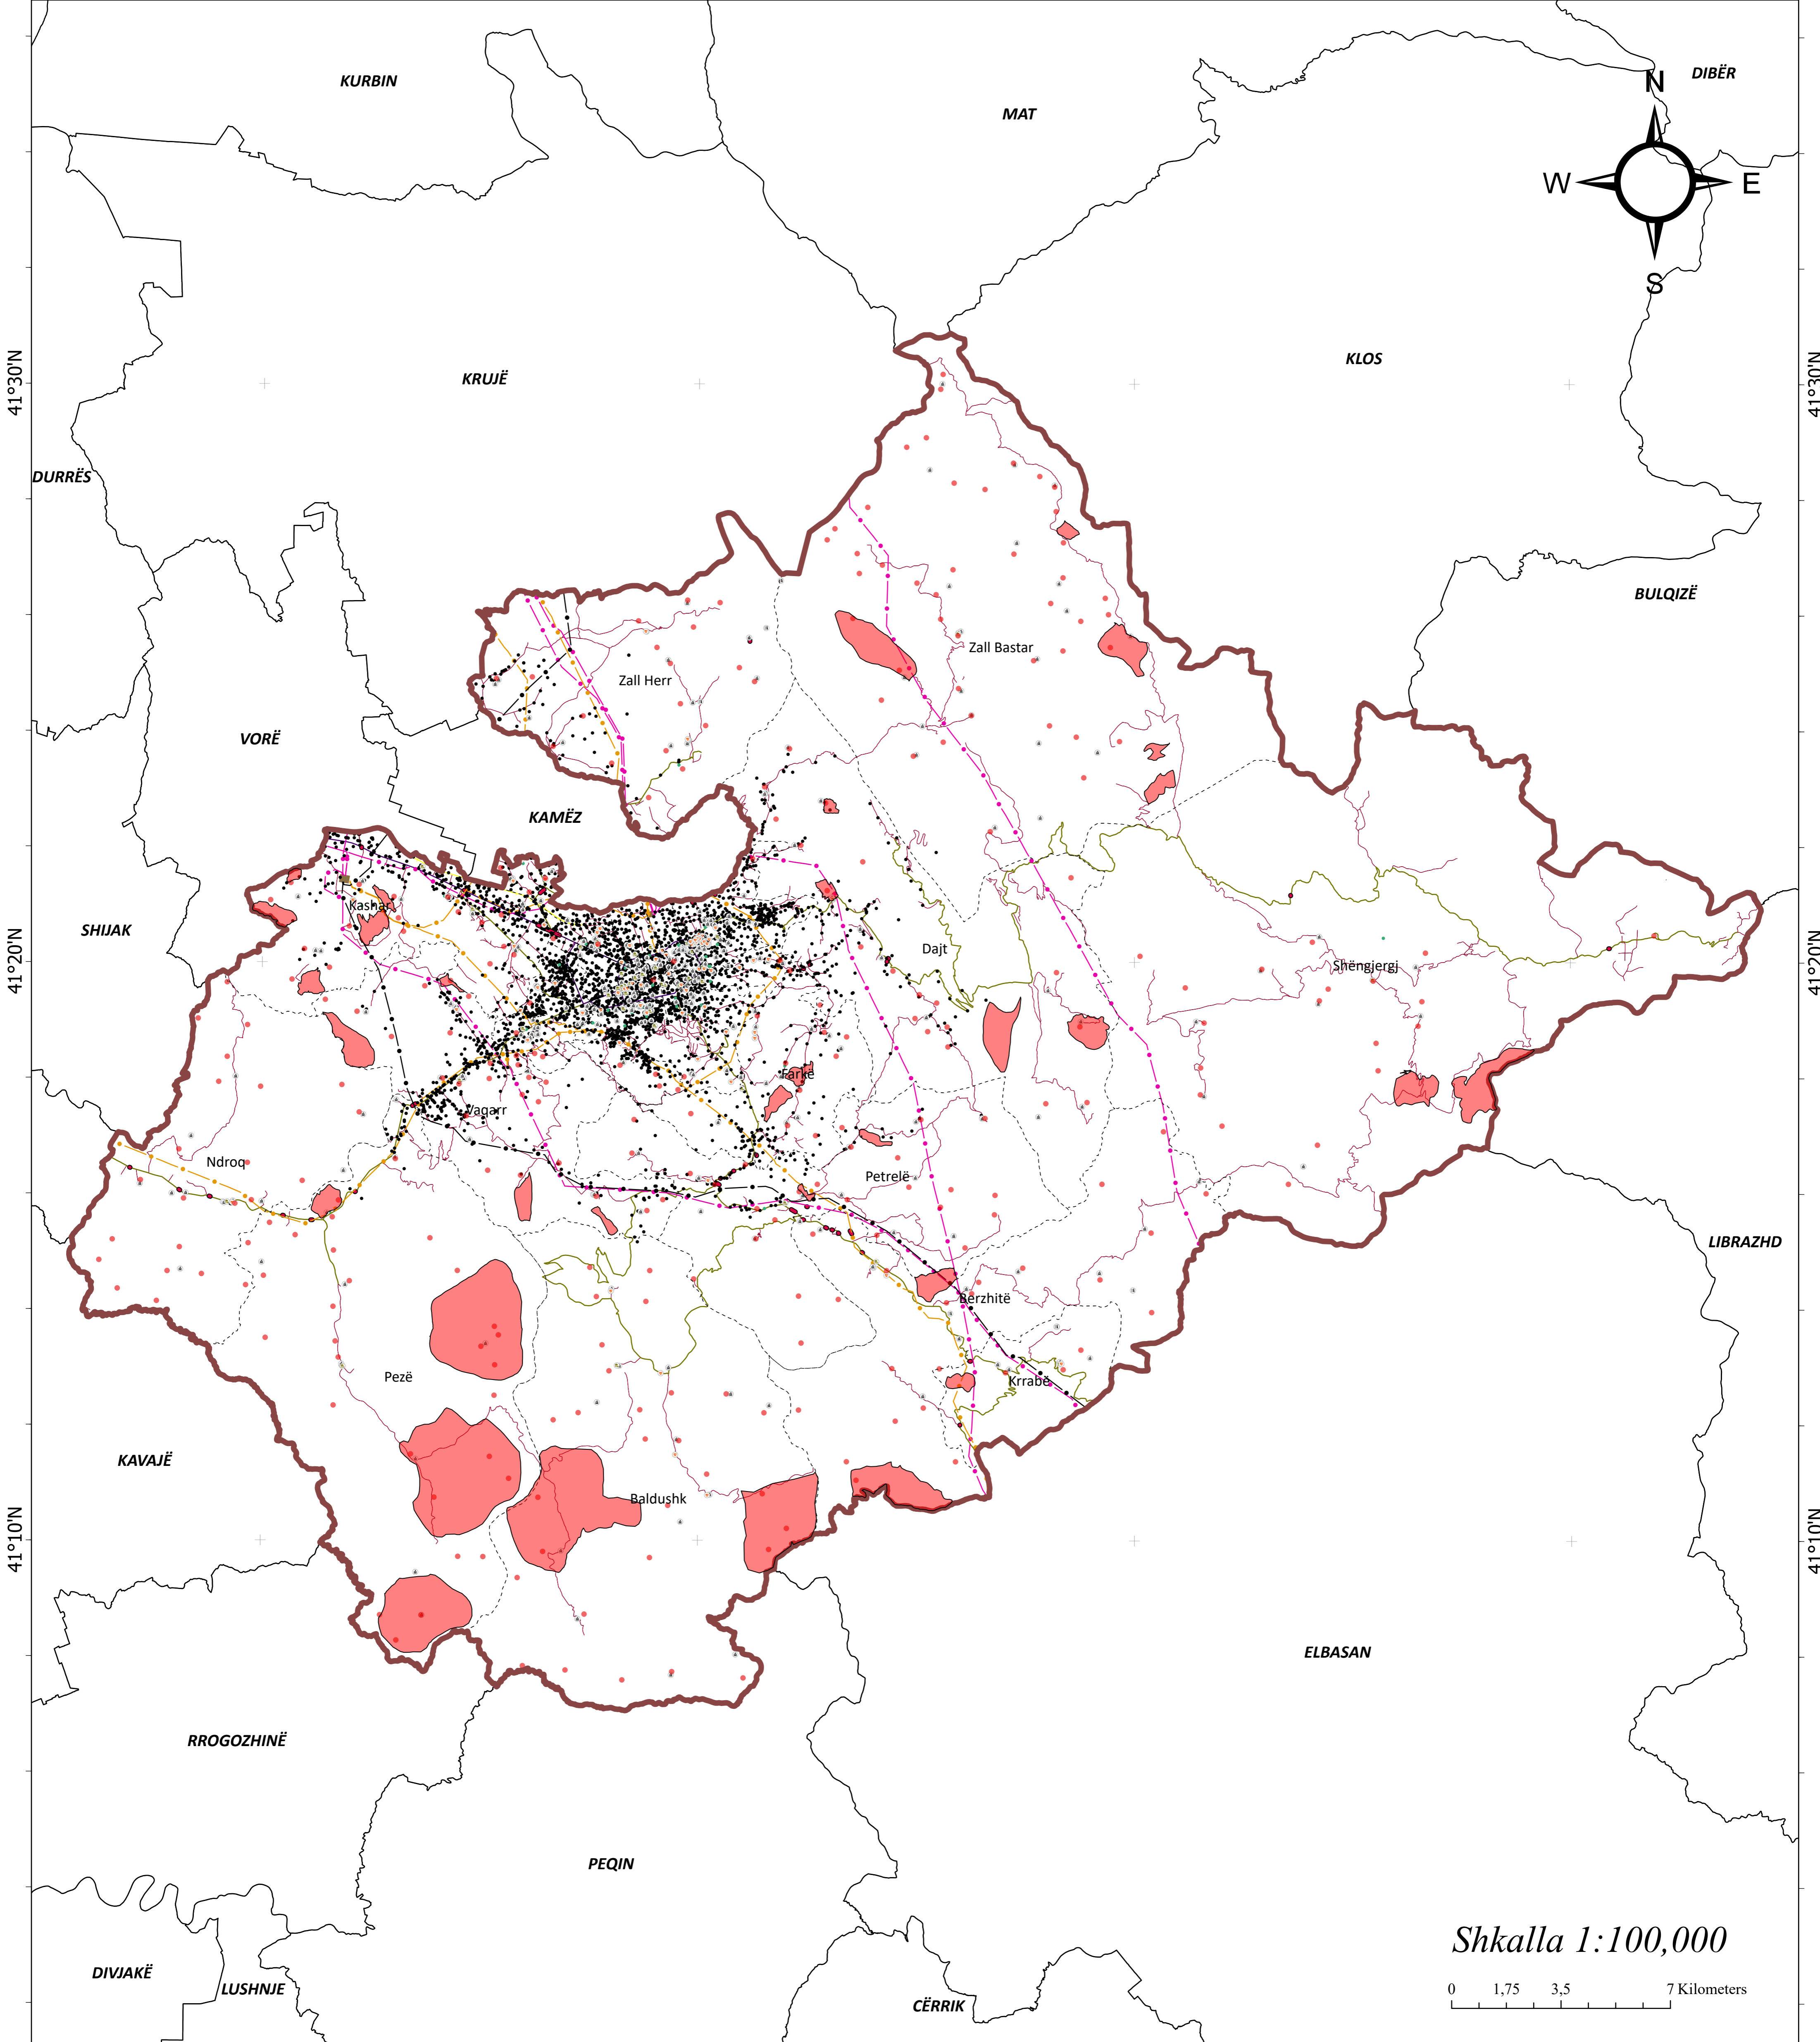 KURBIN
DIBËR
N
MAT
W
E
S
41°30'N
KRUJË
KLOS
41°30'N
DURRËS
BULQIZË
Zall Bastar
Zall Herr
VORË
KAMËZ
Kashar
SHIJAK
Dajt
41°20'N
Shëngjergj
41°20'N
Farkë
Vaqarr
Ndroq
Petrelë
LIBRAZHD
Bërzhitë
Pezë
Krrabë
KAVAJË
Baldushk
41°10'N
41°10'N
ELBASAN
RROGOZHINË
PEQIN
Shkalla 1:100,000
DIVJAKË
LUSHNJE
0 1,75 3,5 7 Kilometers
CËRRIK